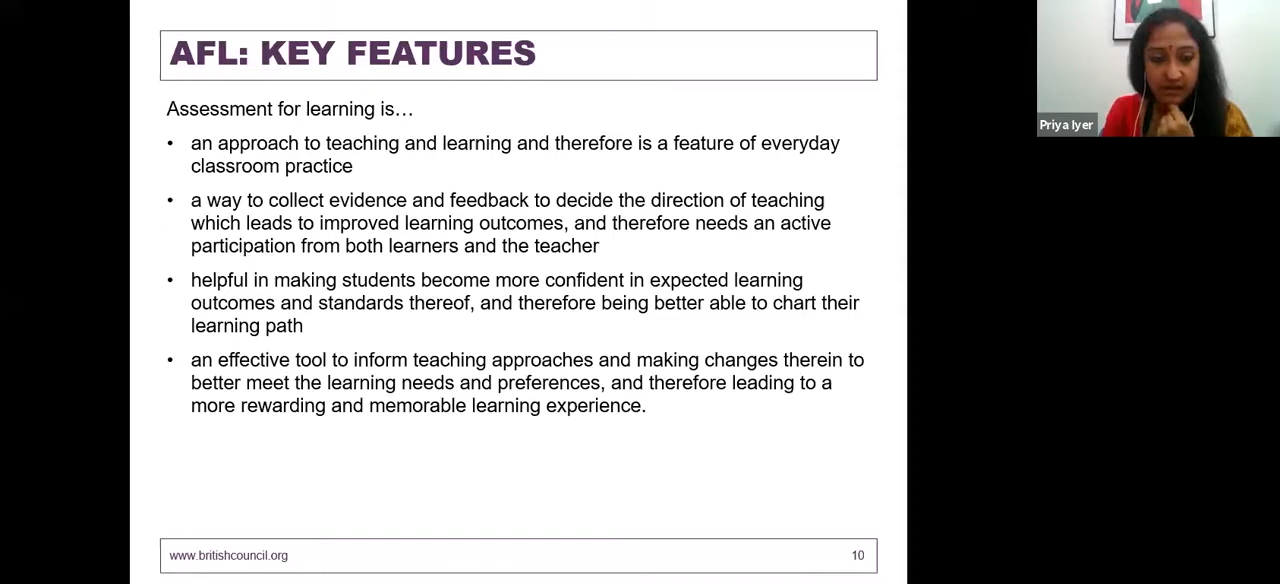 AFL: KEY FEATURES
Assessment for learning is…
• an approach to teaching and learning and therefore is a feature of everyday
classroom practice
• a way to collect evidence and feedback to decide the direction of teaching
which leads to improved learning outcomes, and therefore needs an active
participation from both learners and the teacher
• helpful in making students become more confident in expected learning
outcomes and standards thereof, and therefore being better able to chart their
learning path
• an effective tool to inform teaching approaches and making changes therein to
better meet the learning needs and preferences, and therefore leading to a
more rewarding and memorable learning experience.
www.britishcouncil.org
10
Priya Iyer